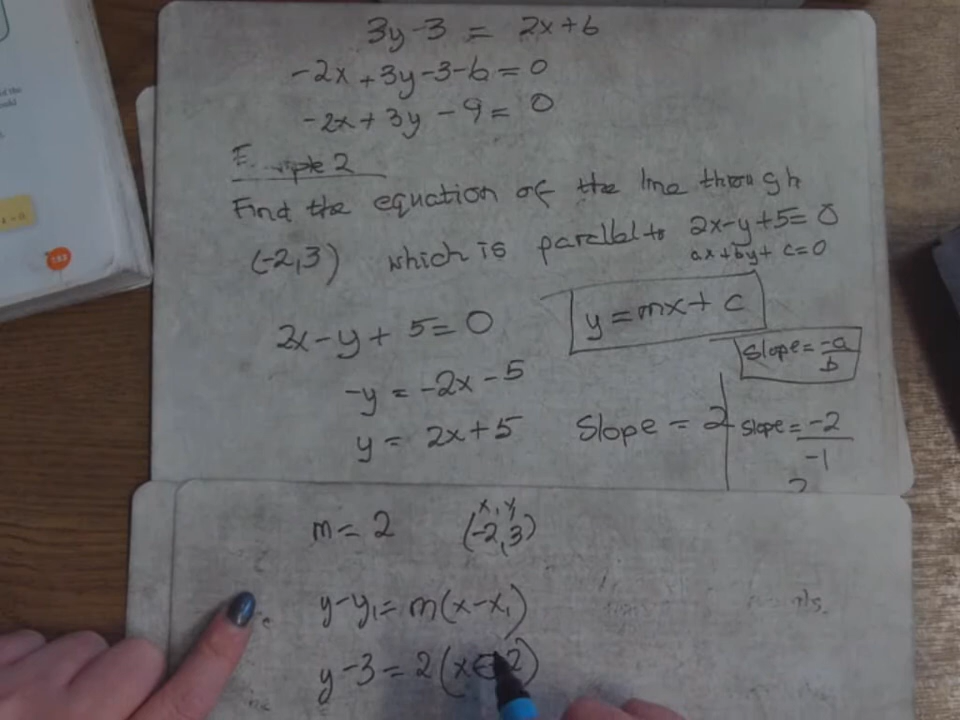 3y-3 = 2x+6
-2x+3y-3-6=0
-2x+3y-9=0
Find the equation of the line through
(-2,3) which is parallel to 2x-y+5=0
ax+by+c=0
2x-y+5=0
y=mx+c
Slope=-a/b
-y=-2x-5
y=2x+5
Slope=2
Slope=-2/-1
2
m=2
x, y,
(-2,3)
y-y₁=m(x-x₁)
y-3=2(x
2)